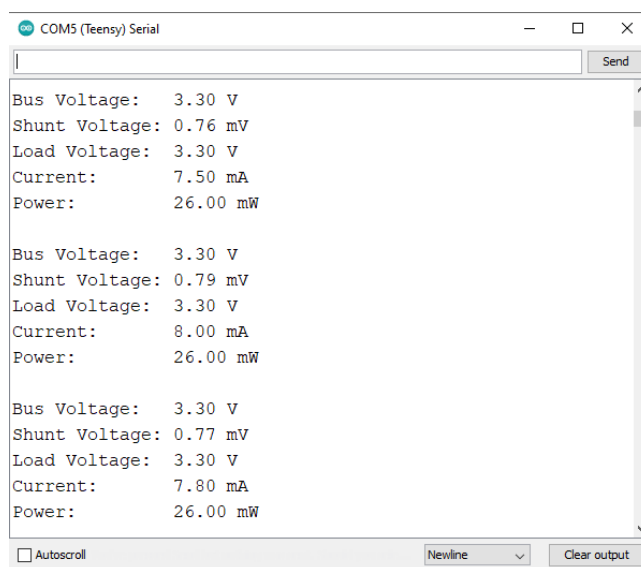 COM5 (Teensy) Serial
Send
Bus Voltage: 3.30 V
Shunt Voltage: 0.76 mV
Load Voltage: 3.30 V
Current: 7.50 mA
Power: 26.00 mW
Bus Voltage: 3.30 V
Shunt Voltage: 0.79 mV
Load Voltage: 3.30 V
Current: 8.00 mA
Power: 26.00 mW
Bus Voltage: 3.30 V
Shunt Voltage: 0.77 mV
Load Voltage: 3.30 V
Current: 7.80 mA
Power: 26.00 mW
Autoscroll Newline Clear output